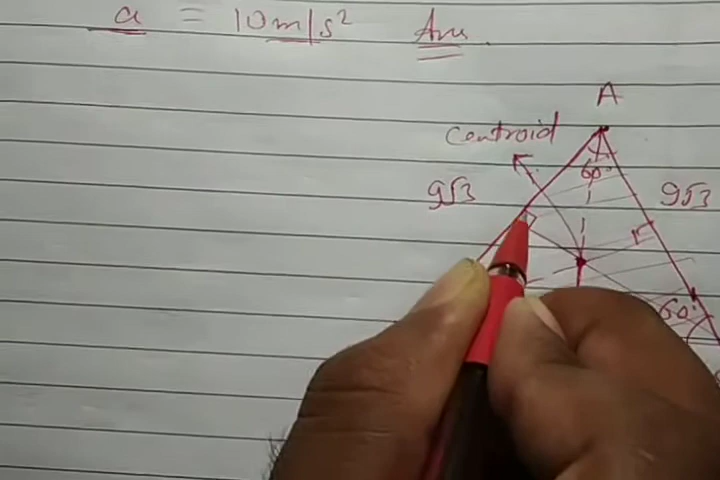 a = 10m/s² Ans
A
Centroid
60°
9√3
9√3
60°